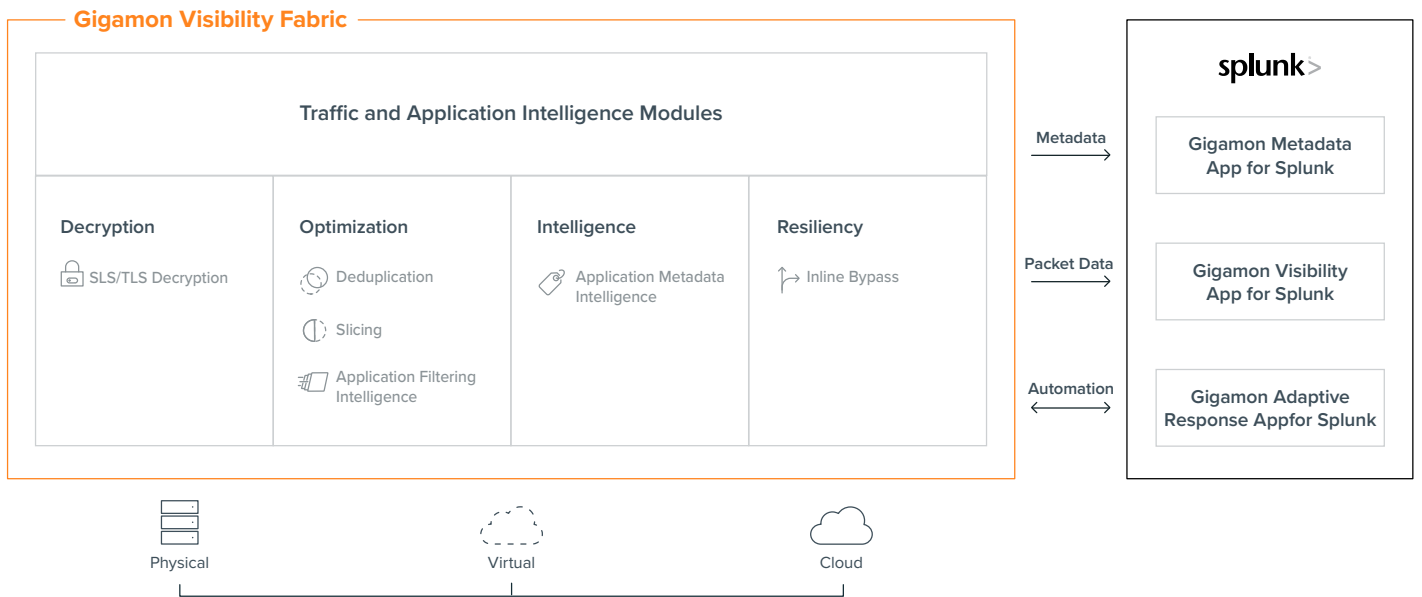 Gigamon Visibility Fabric
Traffic and Application Intelligence Modules
Decryption
SLS/TLS Decryption
Optimization
Deduplication
Slicing
Application Filtering
Intelligence
Intelligence
Application Metadata
Intelligence
Resiliency
Inline Bypass
Metadata
Packet Data
Automation
splunk>
Gigamon Metadata
App for Splunk
Gigamon Visibility
App for Splunk
Gigamon Adaptive
Response Appfor Splunk
Physical
Virtual
Cloud